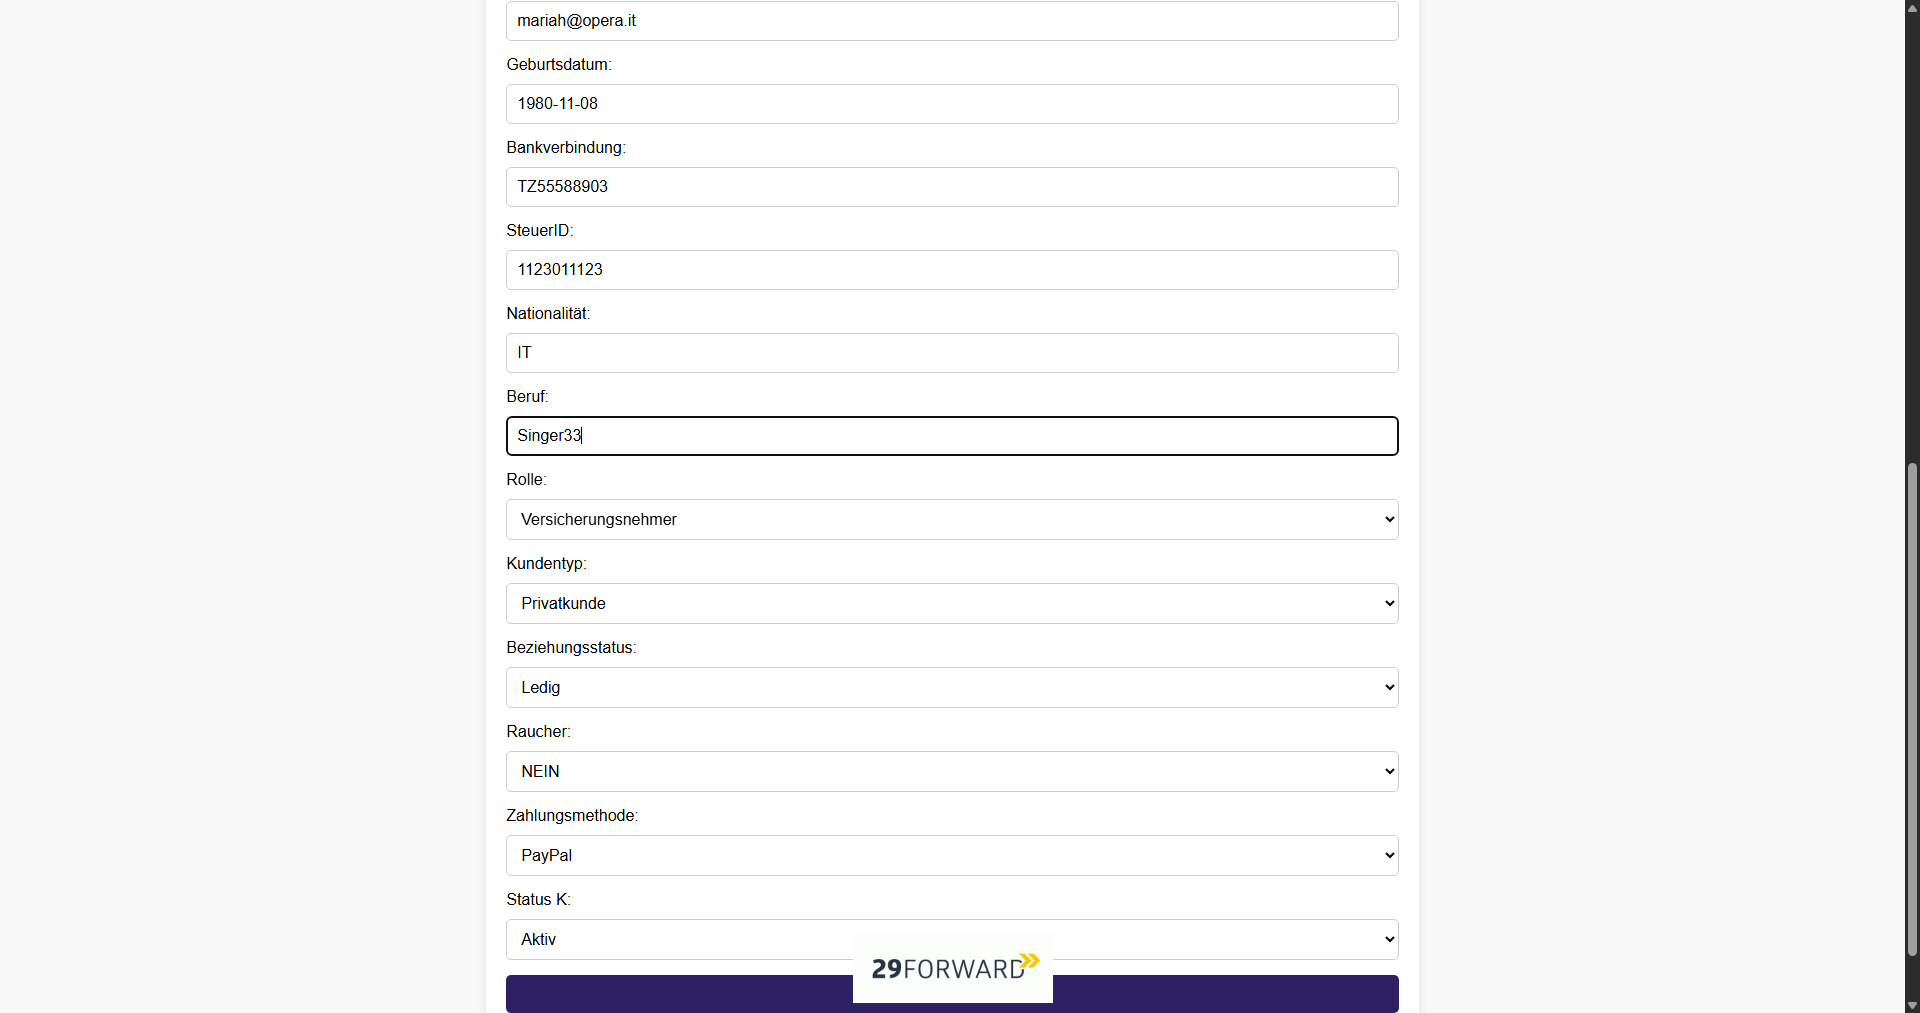 mariah@opera.it
Geburtsdatum:
1980-11-08
Bankverbindung:
TZ55588903
SteuerID:
1123011123
Nationalität:
IT
Beruf:
Singer33
Rolle:
Versicherungsnehmer
Kundentyp:
Privatkunde
Beziehungsstatus:
Ledig
Raucher:
NEIN
Zahlungsmethode:
PayPal
Status K:
Aktiv
29FORWARD